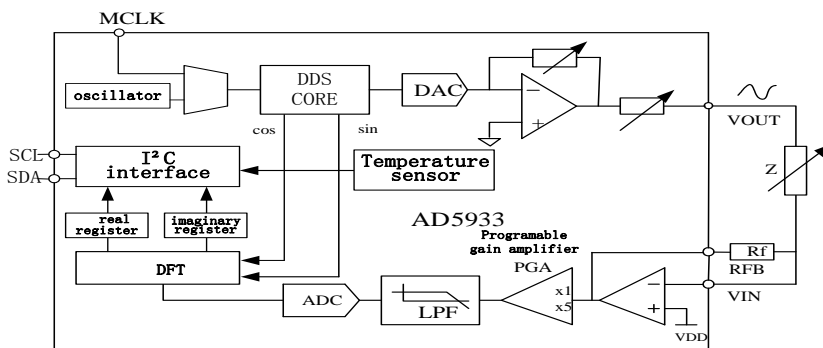 MCLK
oscillator
DDS
CORE
DAC
cos
sin
−
+
VOUT
SCL
SDA
I²C
interface
Temperature
sensor
Z
real
register
imaginary
register
AD5933
Programable
gain amplifier
PGA
Rf
RFB
DFT
ADC
LPF
x1
x5
−
+
VIN
VDD